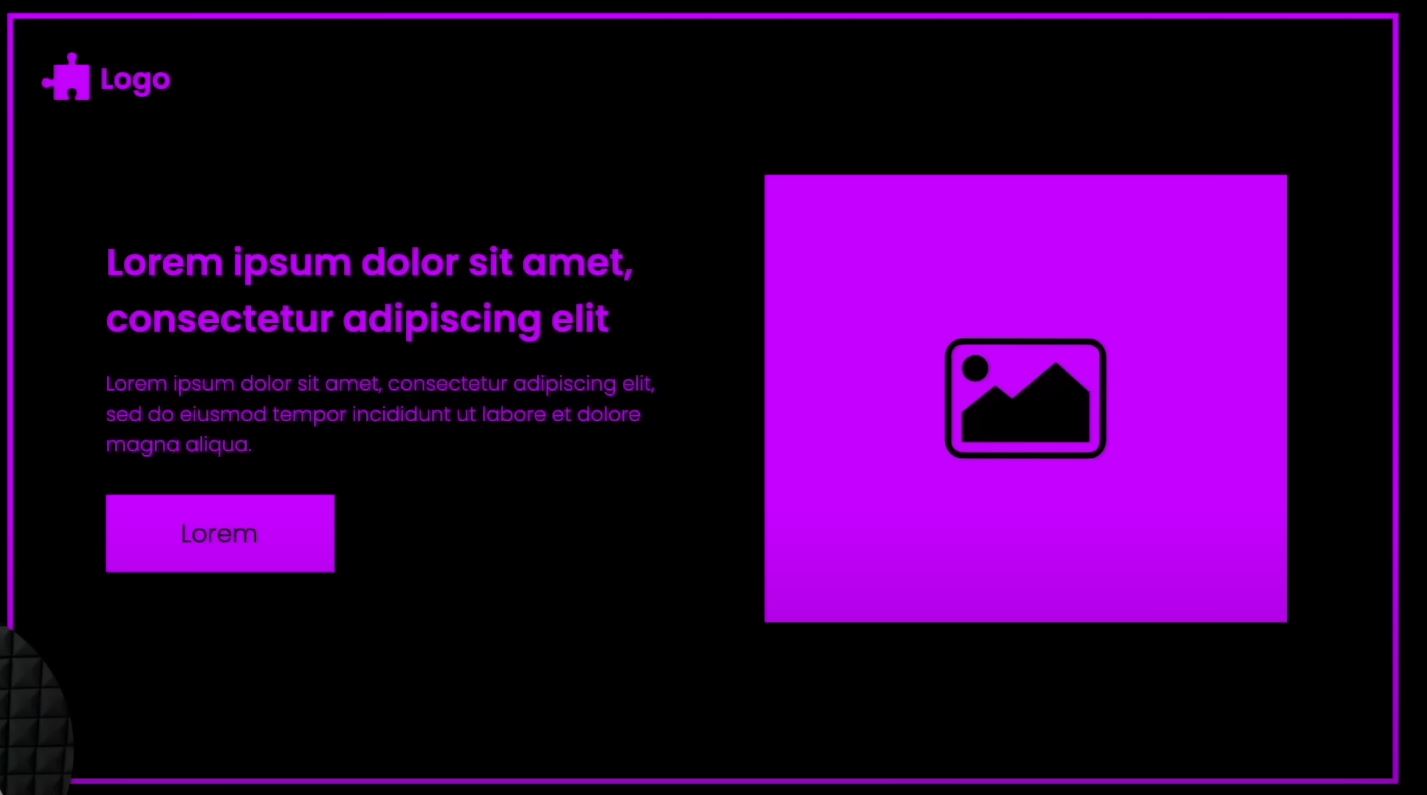 Logo
Lorem ipsum dolor sit amet,
consectetur adipiscing elit
Lorem ipsum dolor sit amet, consectetur adipiscing elit,
sed do eiusmod tempor incididunt ut labore et dolore
magna aliqua.
Lorem